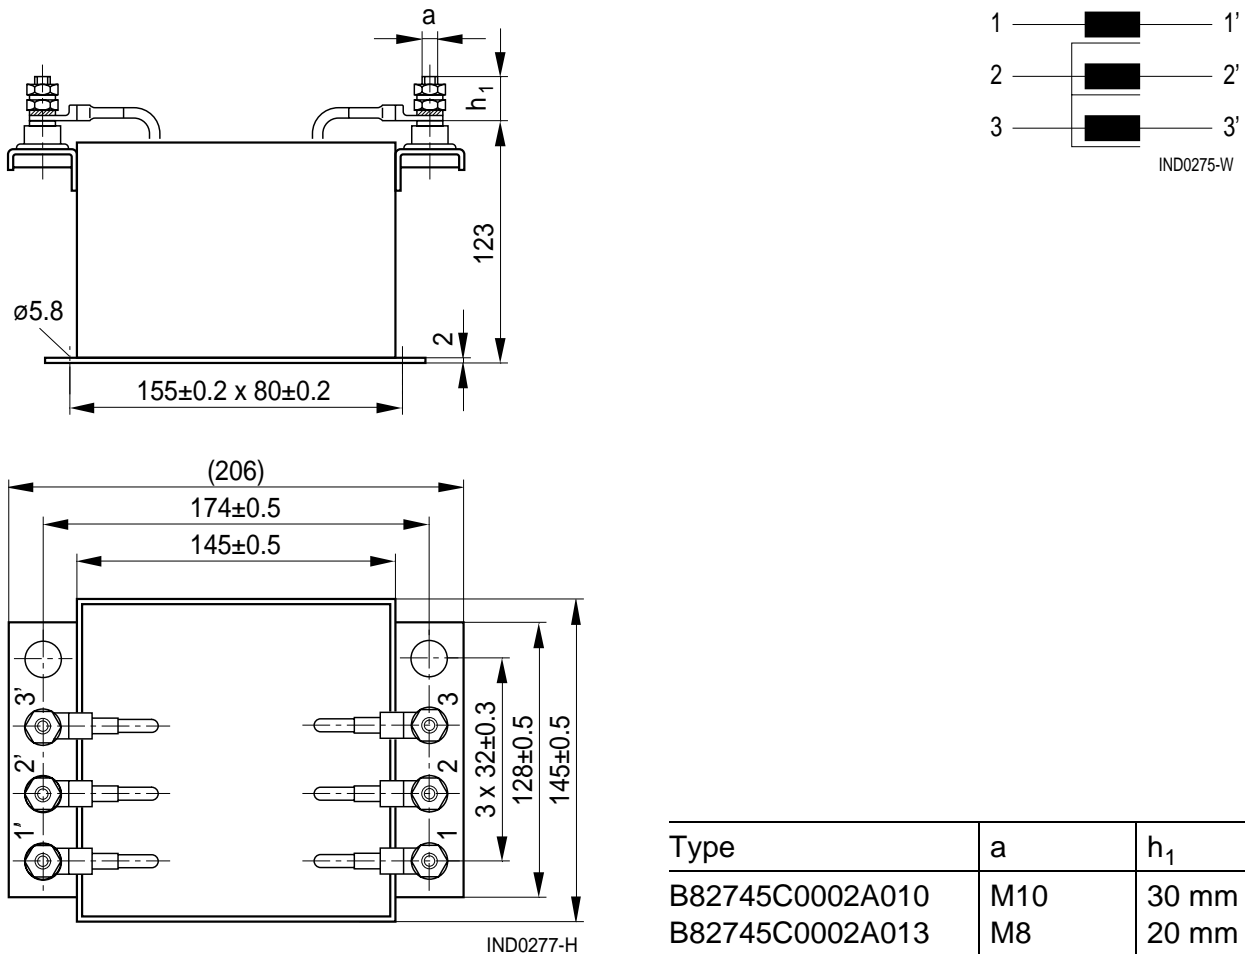 a
h1
123
ø5.8
2
155±0.2 x 80±0.2
1 1'
2 2'
3 3'
IND0275-W
(206)
174±0.5
145±0.5
3' 3
2' 2
1' 1
3 x 32±0.3
128±0.5
145±0.5
IND0277-H
Type a h1
B82745C0002A010 M10 30 mm
B82745C0002A013 M8 20 mm